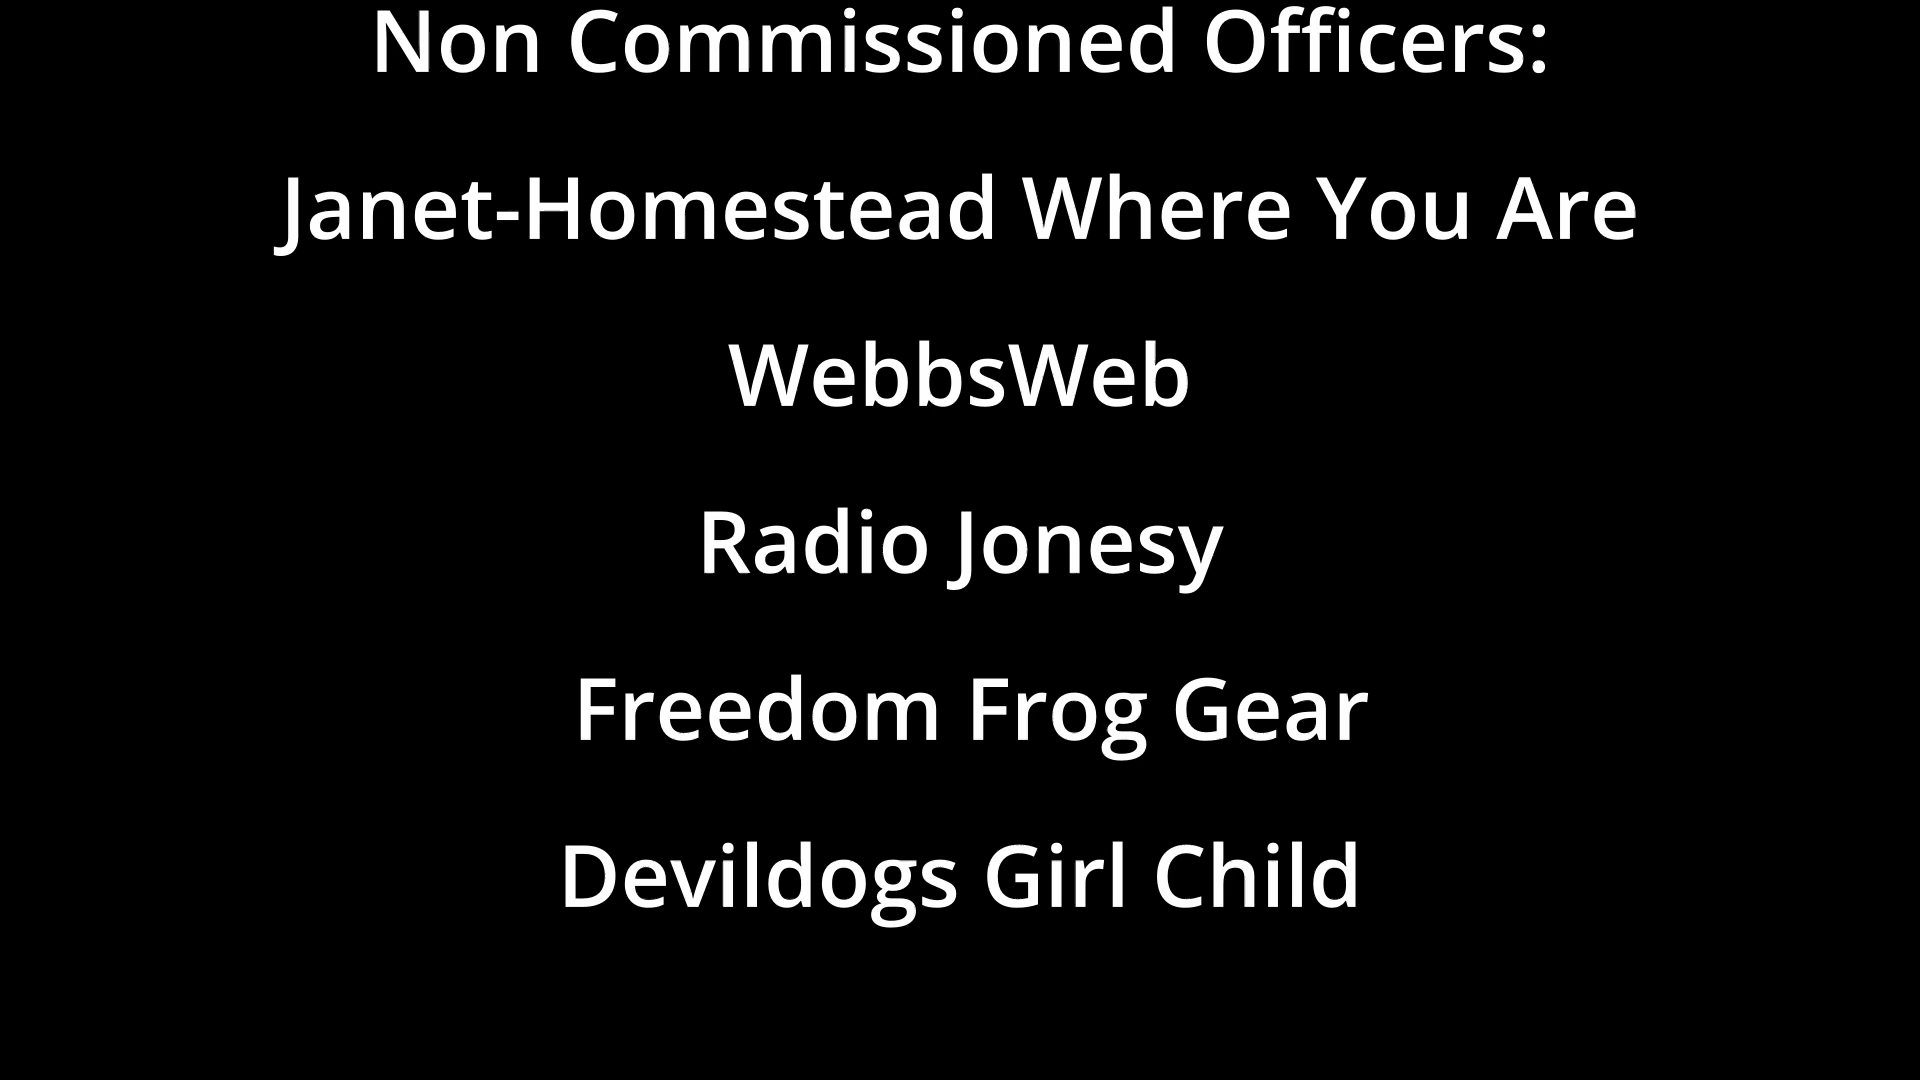 Non Commissioned Officers:
Janet-Homestead Where You Are
WebbsWeb
Radio Jonesy
Freedom Frog Gear
Devildogs Girl Child